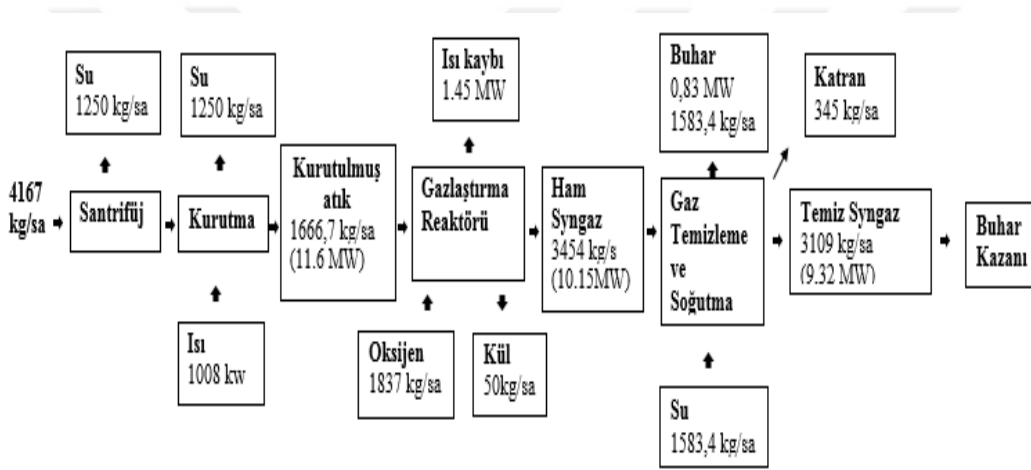 Su
1250 kg/sa
Su
1250 kg/sa
Isı kaybı
1.45 MW
Buhar
0,83 MW
1583,4 kg/sa
Katran
345 kg/sa
4167
kg/sa
Santrifüj
Kurutma
Kurutulmuş
atık
1666,7 kg/sa
(11.6 MW)
Gazlaştırma
Reaktörü
Ham
Syngaz
3454 kg/s
(10.15MW)
Gaz
Temizleme
ve
Soğutma
Temiz Syngaz
3109 kg/sa
(9.32 MW)
Buhar
Kazanı
Isı
1008 kw
Oksijen
1837 kg/sa
Kül
50kg/sa
Su
1583,4 kg/sa